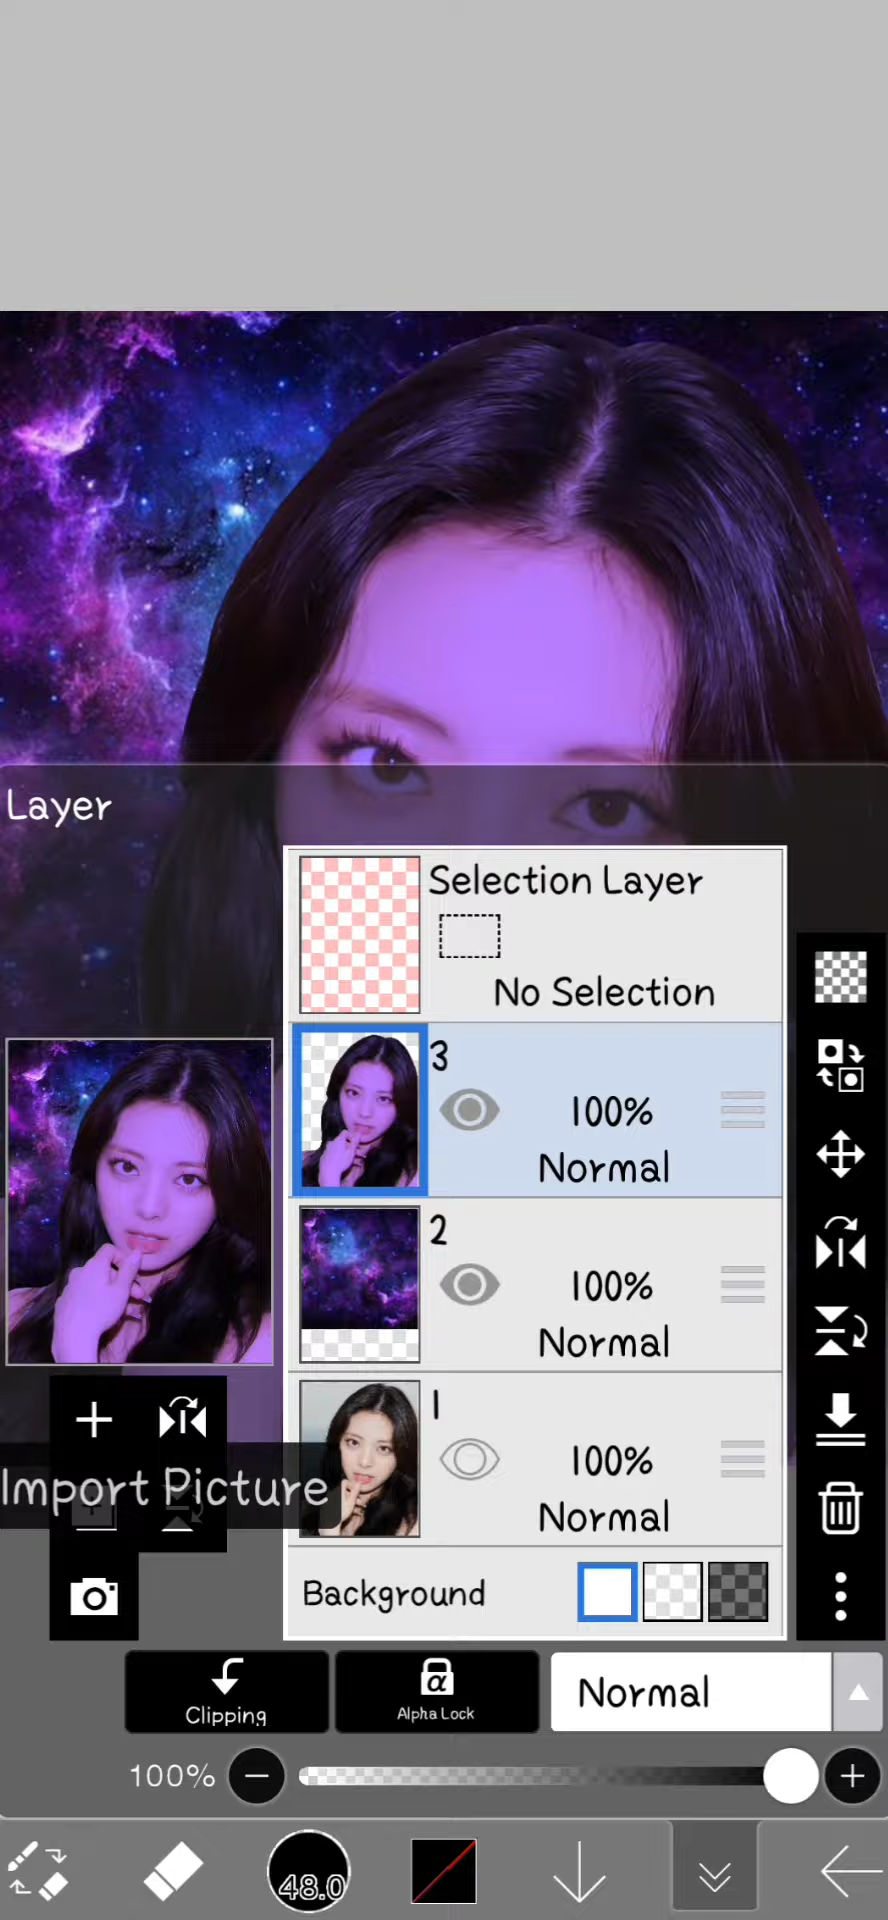 Layer
Selection Layer
No Selection
3
100%
Normal
2
100%
Normal
1
100%
Normal
Import Picture
Background
Clipping
α
Alpha Lock
Normal
100%
48.0